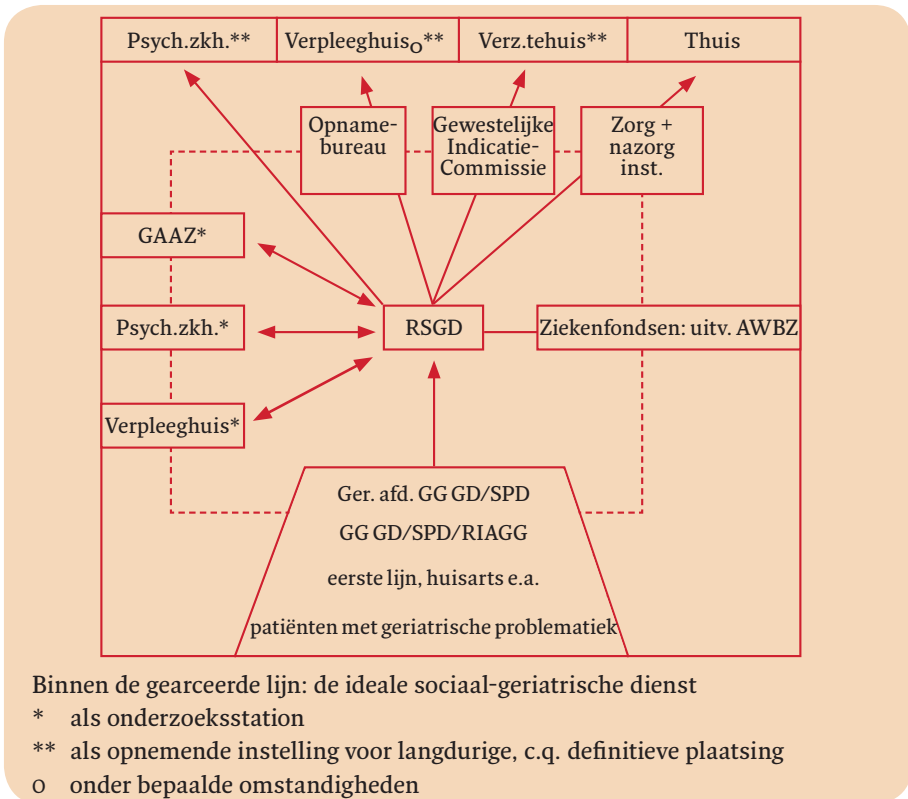 Psych.zkh.** Verpleeghuiso** Verz.tehuis** Thuis
Opname-
bureau
Gewestelijke
Indicatie-
Commissie
Zorg +
nazorg
inst.
GAAZ*
Psych.zkh.* RSGD Ziekenfondsen: uitv. AWBZ
Verpleeghuis*
Ger. afd. GG GD/SPD
GG GD/SPD/RIAGG
eerste lijn, huisarts e.a.
patiënten met geriatrische problematiek
Binnen de gearceerde lijn: de ideale sociaal-geriatrische dienst
* als onderzoeksstation
** als opnemende instelling voor langdurige, c.q. definitieve plaatsing
o onder bepaalde omstandigheden